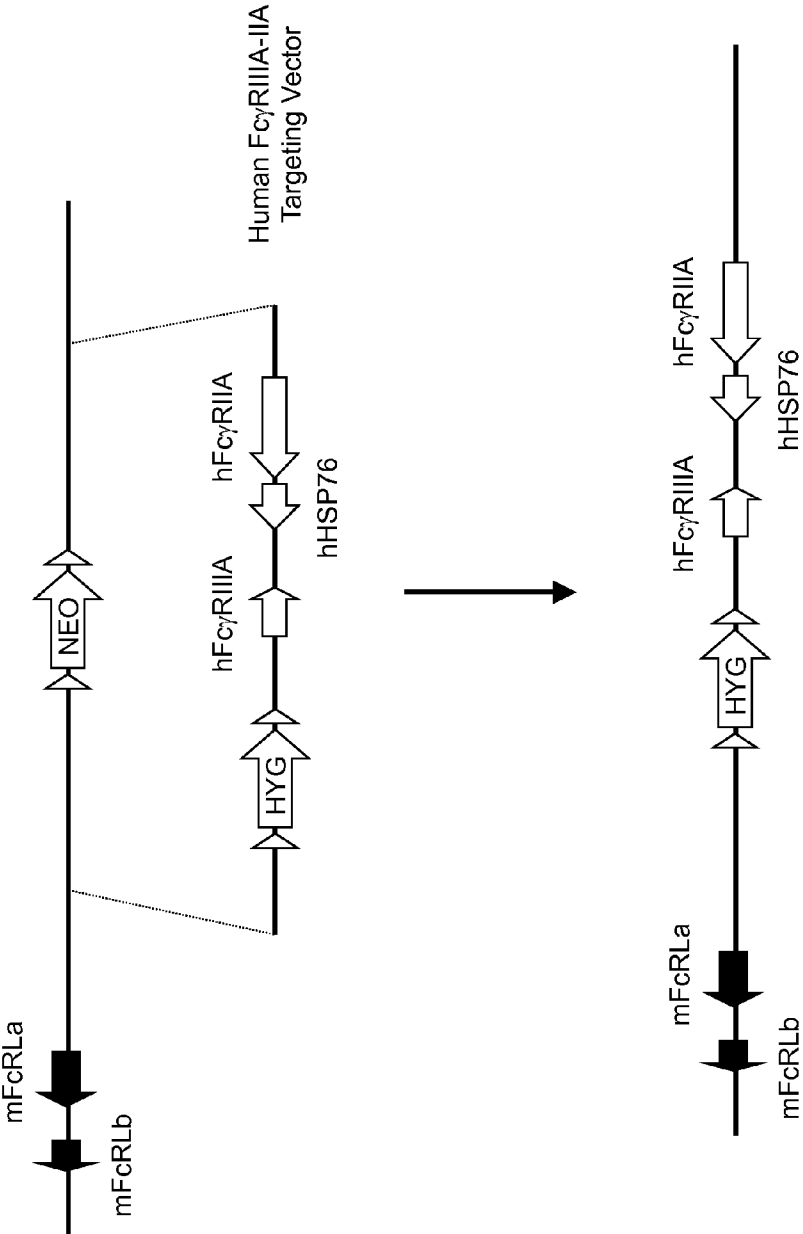 mFcRLb
mFcRLa
NEO
HYG
hFcγRIIIA
hHSP76
hFcγRIIA
Human FcγRIIIA-IIA
Targeting Vector
mFcRLb
mFcRLa
HYG
hFcγRIIIA
hHSP76
hFcγRIIA